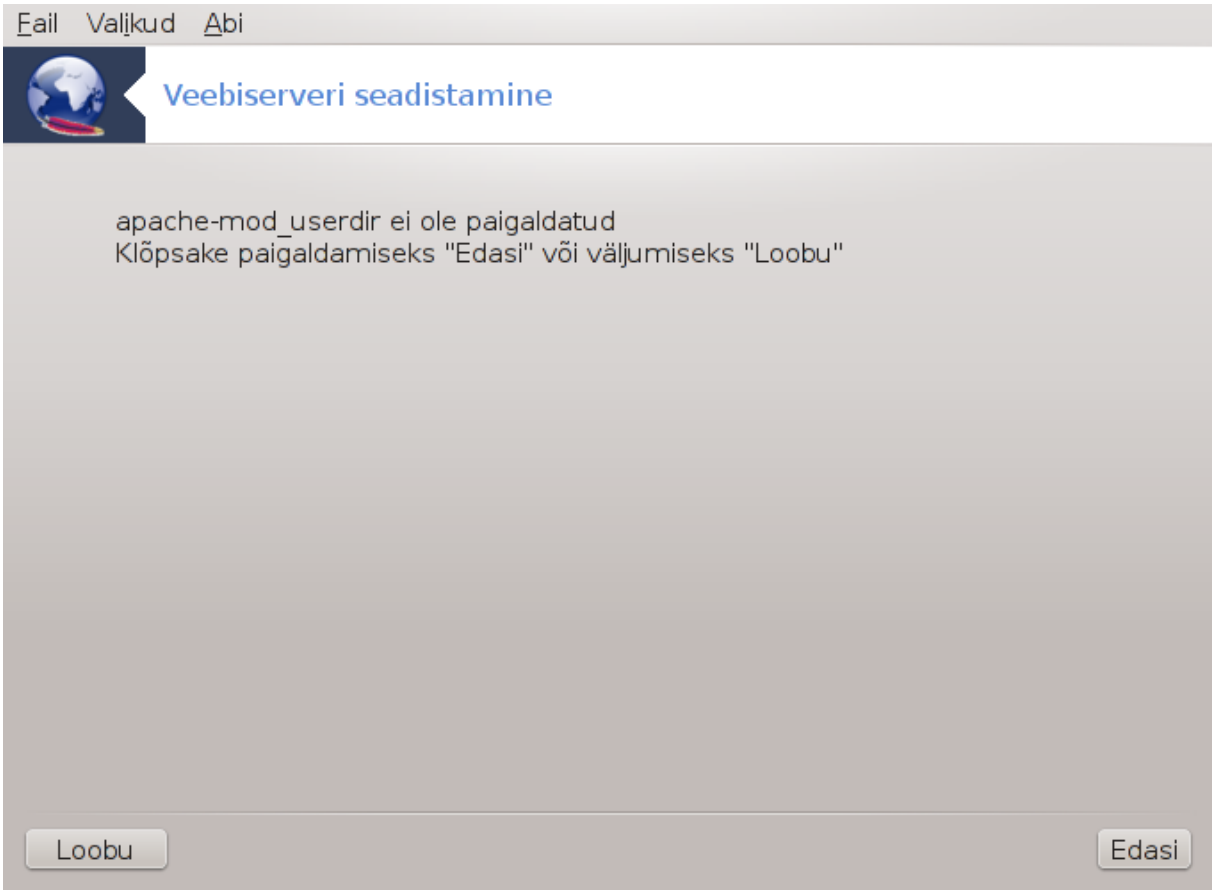 Fail Valikud Abi
Veebiserveri seadistamine
apache-mod_userdir ei ole paigaldatud
Klõpsake paigaldamiseks "Edasi" või väljumiseks "Loobu"
Loobu Edasi